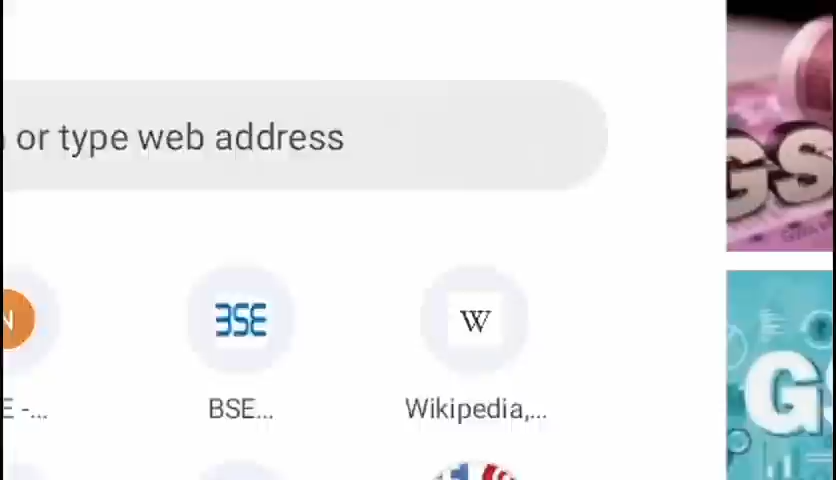 or type web address
GS
N
BSE
W
E -...
BSE...
Wikipedia,...
G